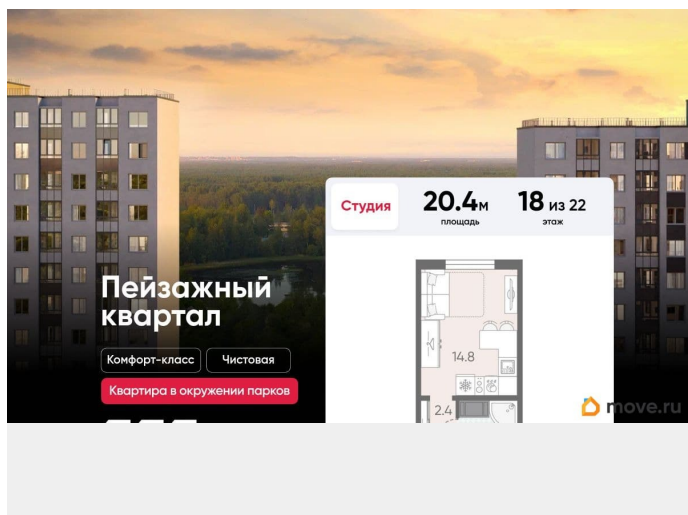 Студия
20.4м
площадь
18 из 22
этаж
Пейзажный
квартал
Комфорт-класс
Чистовая
Квартира в окружении парков
14.8
2.4
move.ru